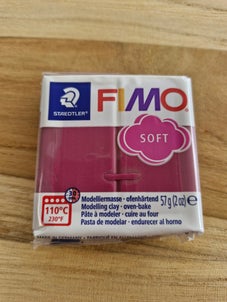 STAEDTLER
FIMO
SOFT
57 g (2 oz) e
30
110°C
230°F
Modelliermasse - ofenhärtend
Modelling clay - oven-bake
Pâte à modeler - cuire au four
Pasta de modelar - endurecer al horno